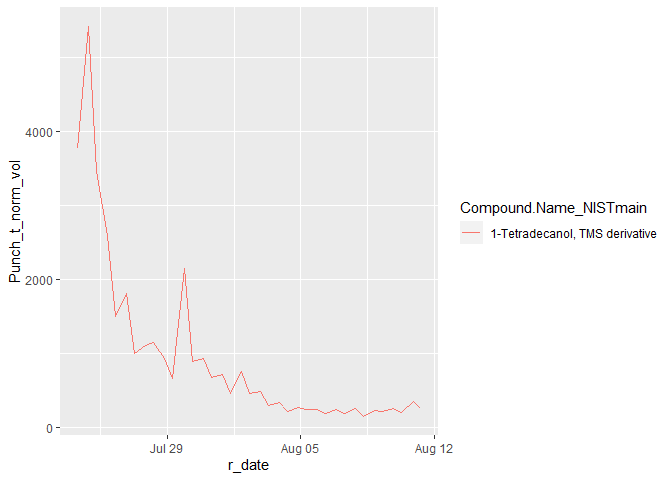 Punch_t_norm_vol
4000
2000
0
Jul 29
Aug 05
Aug 12
r_date
Compound.Name_NISTmain
1-Tetradecanol, TMS derivative